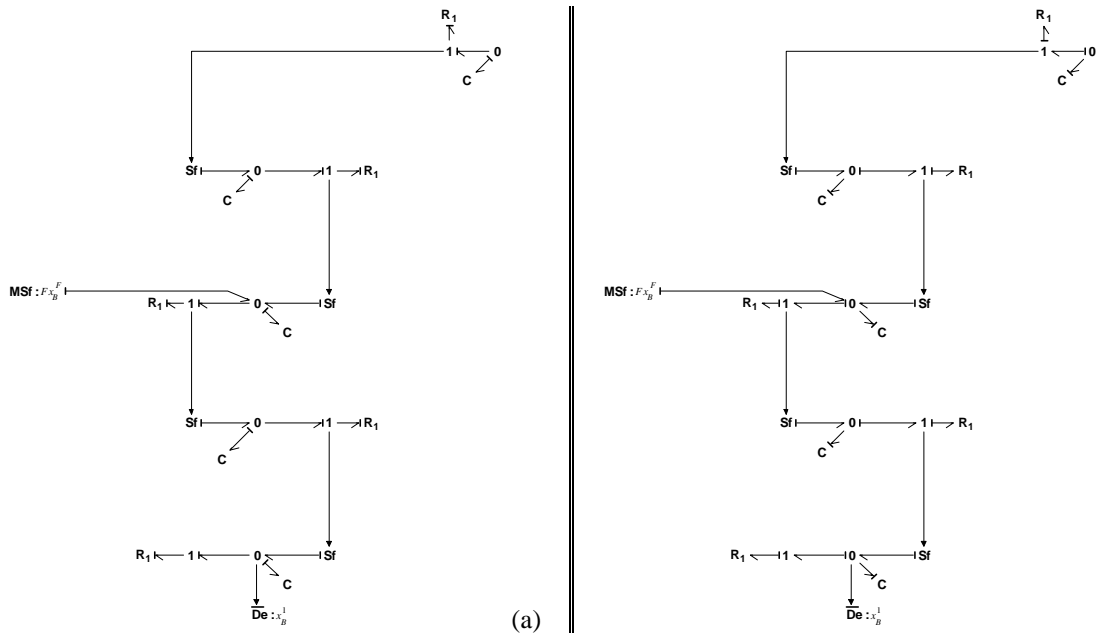 R1 R1
1 0 1 0
C C
Sf 0 1 R1 Sf 0 1 R1
C C
MSf : F x_B^F MSf : F x_B^F
R1 1 0 Sf R1 1 0 Sf
C C
Sf 0 1 R1 Sf 0 1 R1
C C
R1 1 0 Sf R1 1 0 Sf
C C
De : x_B^1 (a) De : x_B^1